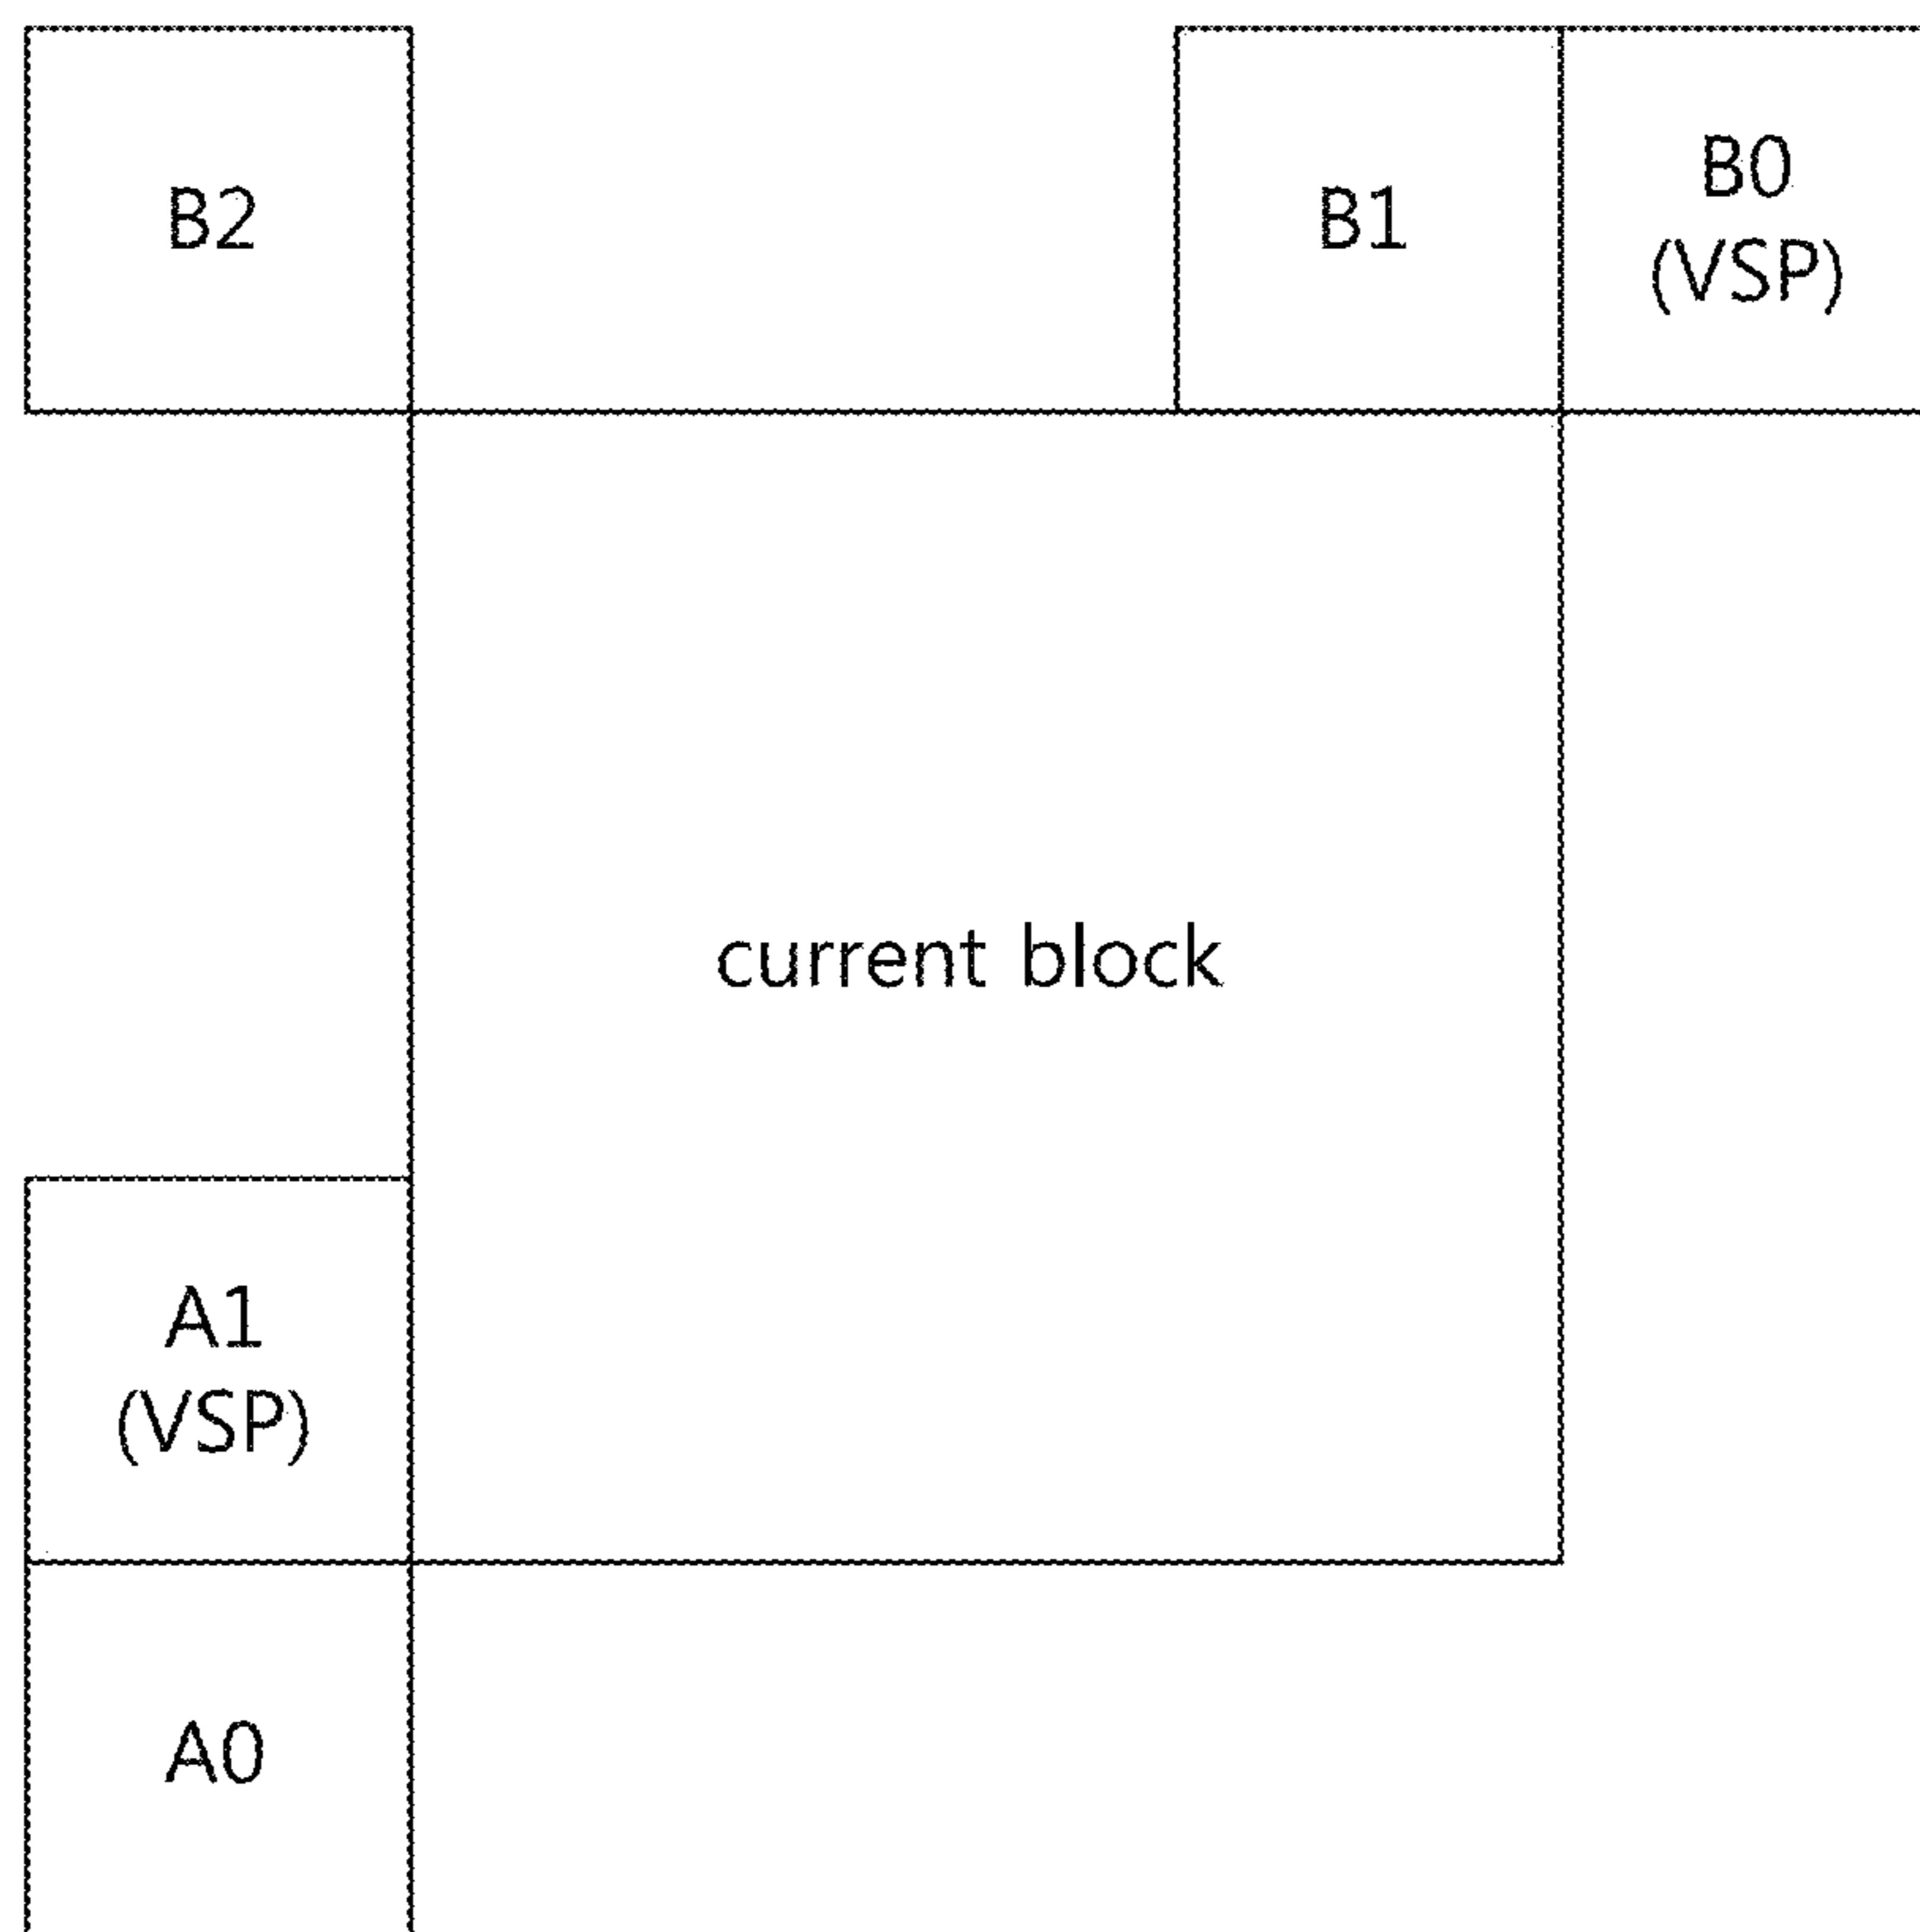 B2
B1
B0
(VSP)
current block
A1
(VSP)
A0